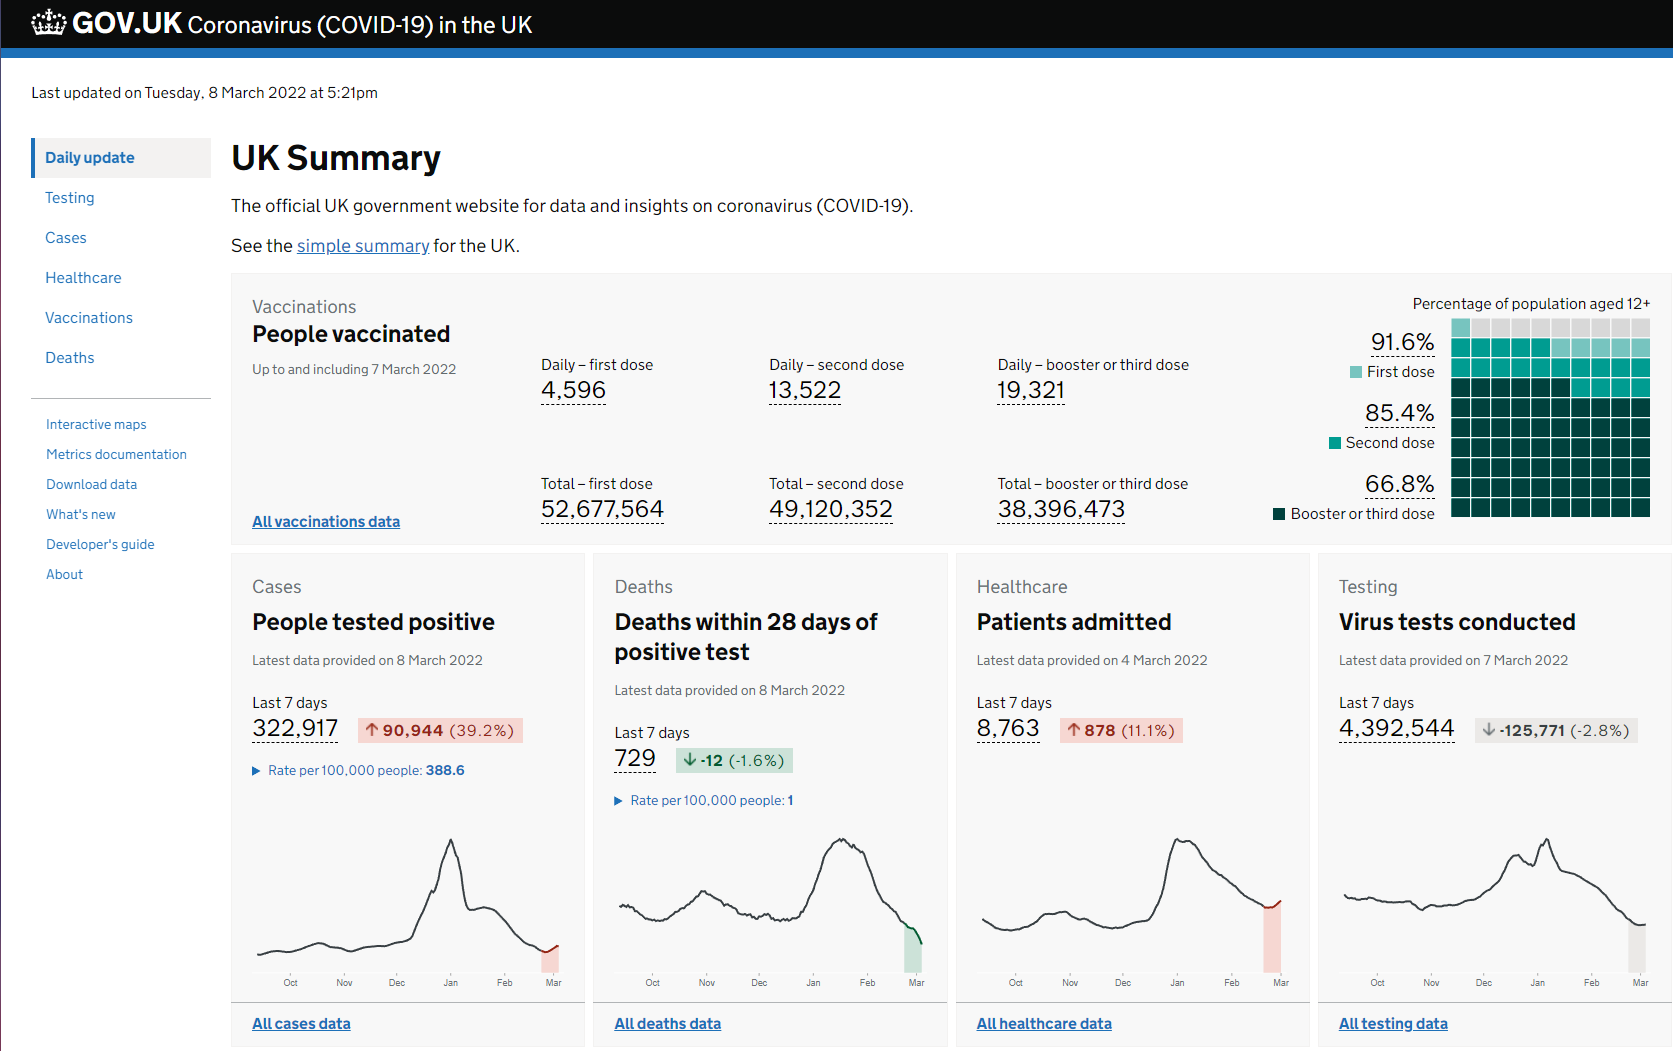 GOV.UK Coronavirus (COVID-19) in the UK
Last updated on Tuesday, 8 March 2022 at 5:21pm
Daily update
Testing
Cases
Healthcare
Vaccinations
Deaths
Interactive maps
Metrics documentation
Download data
What's new
Developer's guide
About
UK Summary
The official UK government website for data and insights on coronavirus (COVID-19).
See the simple summary for the UK.
Vaccinations
People vaccinated
Up to and including 7 March 2022
Daily – first dose
4,596
Daily – second dose
13,522
Daily – booster or third dose
19,321
Total – first dose
52,677,564
Total – second dose
49,120,352
Total – booster or third dose
38,396,473
All vaccinations data
Percentage of population aged 12+
91.6%
First dose
85.4%
Second dose
66.8%
Booster or third dose
Cases
People tested positive
Latest data provided on 8 March 2022
Last 7 days
322,917 90,944 (39.2%)
Rate per 100,000 people: 388.6
Oct Nov Dec Jan Feb Mar
All cases data
Deaths
Deaths within 28 days of
positive test
Latest data provided on 8 March 2022
Last 7 days
729 -12 (-1.6%)
Rate per 100,000 people: 1
Oct Nov Dec Jan Feb Mar
All deaths data
Healthcare
Patients admitted
Latest data provided on 4 March 2022
Last 7 days
8,763 878 (11.1%)
Oct Nov Dec Jan Feb Mar
All healthcare data
Testing
Virus tests conducted
Latest data provided on 7 March 2022
Last 7 days
4,392,544 -125,771 (-2.8%)
Oct Nov Dec Jan Feb Mar
All testing data